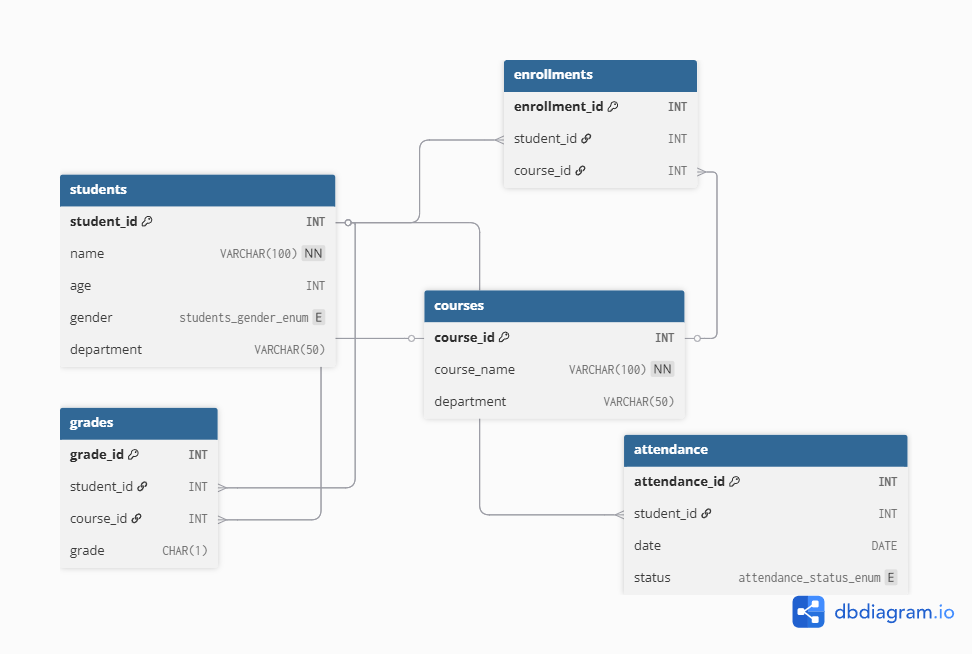 enrollments
enrollment_id INT
student_id INT
course_id INT
students
student_id INT
name VARCHAR(100) NN
age INT
gender students_gender_enum E
department VARCHAR(50)
courses
course_id INT
course_name VARCHAR(100) NN
department VARCHAR(50)
grades
grade_id INT
student_id INT
course_id INT
grade CHAR(1)
attendance
attendance_id INT
student_id INT
date DATE
status attendance_status_enum E
dbdiagram.io